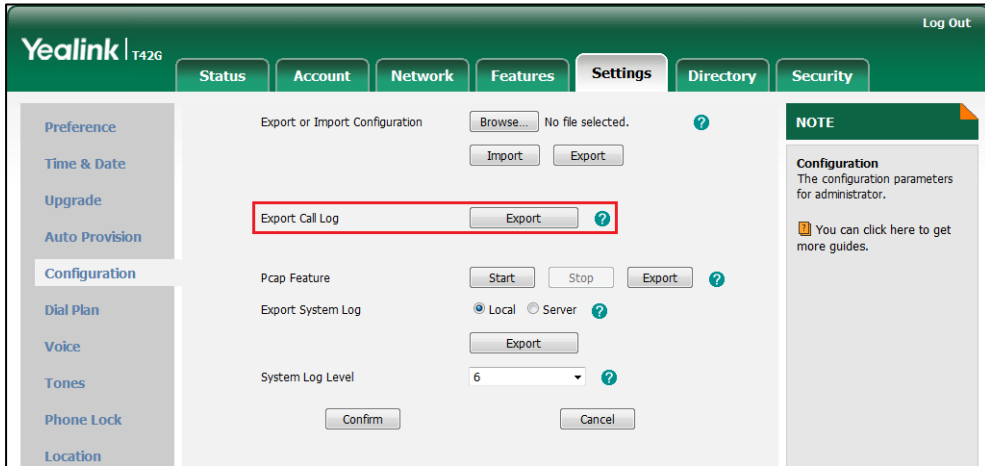 Log Out
Yealink | T42G
Status Account Network Features Settings Directory Security
Preference
Time & Date
Upgrade
Auto Provision
Configuration
Dial Plan
Voice
Tones
Phone Lock
Location
Export or Import Configuration Browse... No file selected. ?
Import Export
Export Call Log Export ?
Pcap Feature Start Stop Export ?
Export System Log Local Server ?
Export
System Log Level 6 ?
Confirm Cancel
NOTE
Configuration
The configuration parameters
for administrator.
? You can click here to get
more guides.